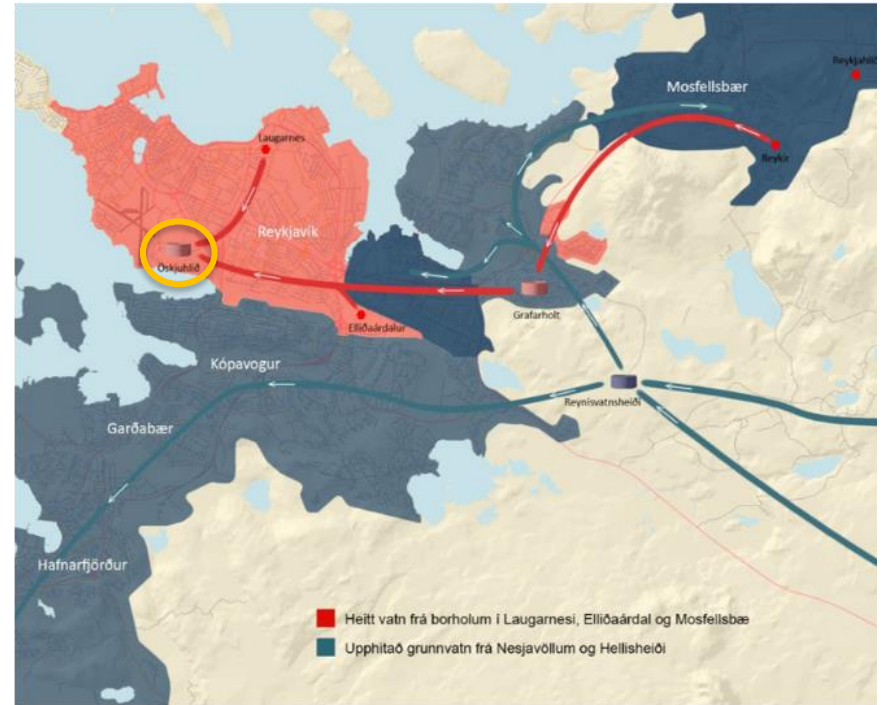 Reykjahlíð
Mosfellsbær
Laugarnes
Reykir
Reykjavík
Öskjuhlíð
Grafarholt
Elliðaárdalur
Kópavogur
Reynisvatnsheiði
Garðabær
Hafnarfjörður
Heitt vatn frá borholum í Laugarnesi, Elliðaárdal og Mosfellsbæ
Upphitað grunnvatn frá Nesjavöllum og Hellisheiði